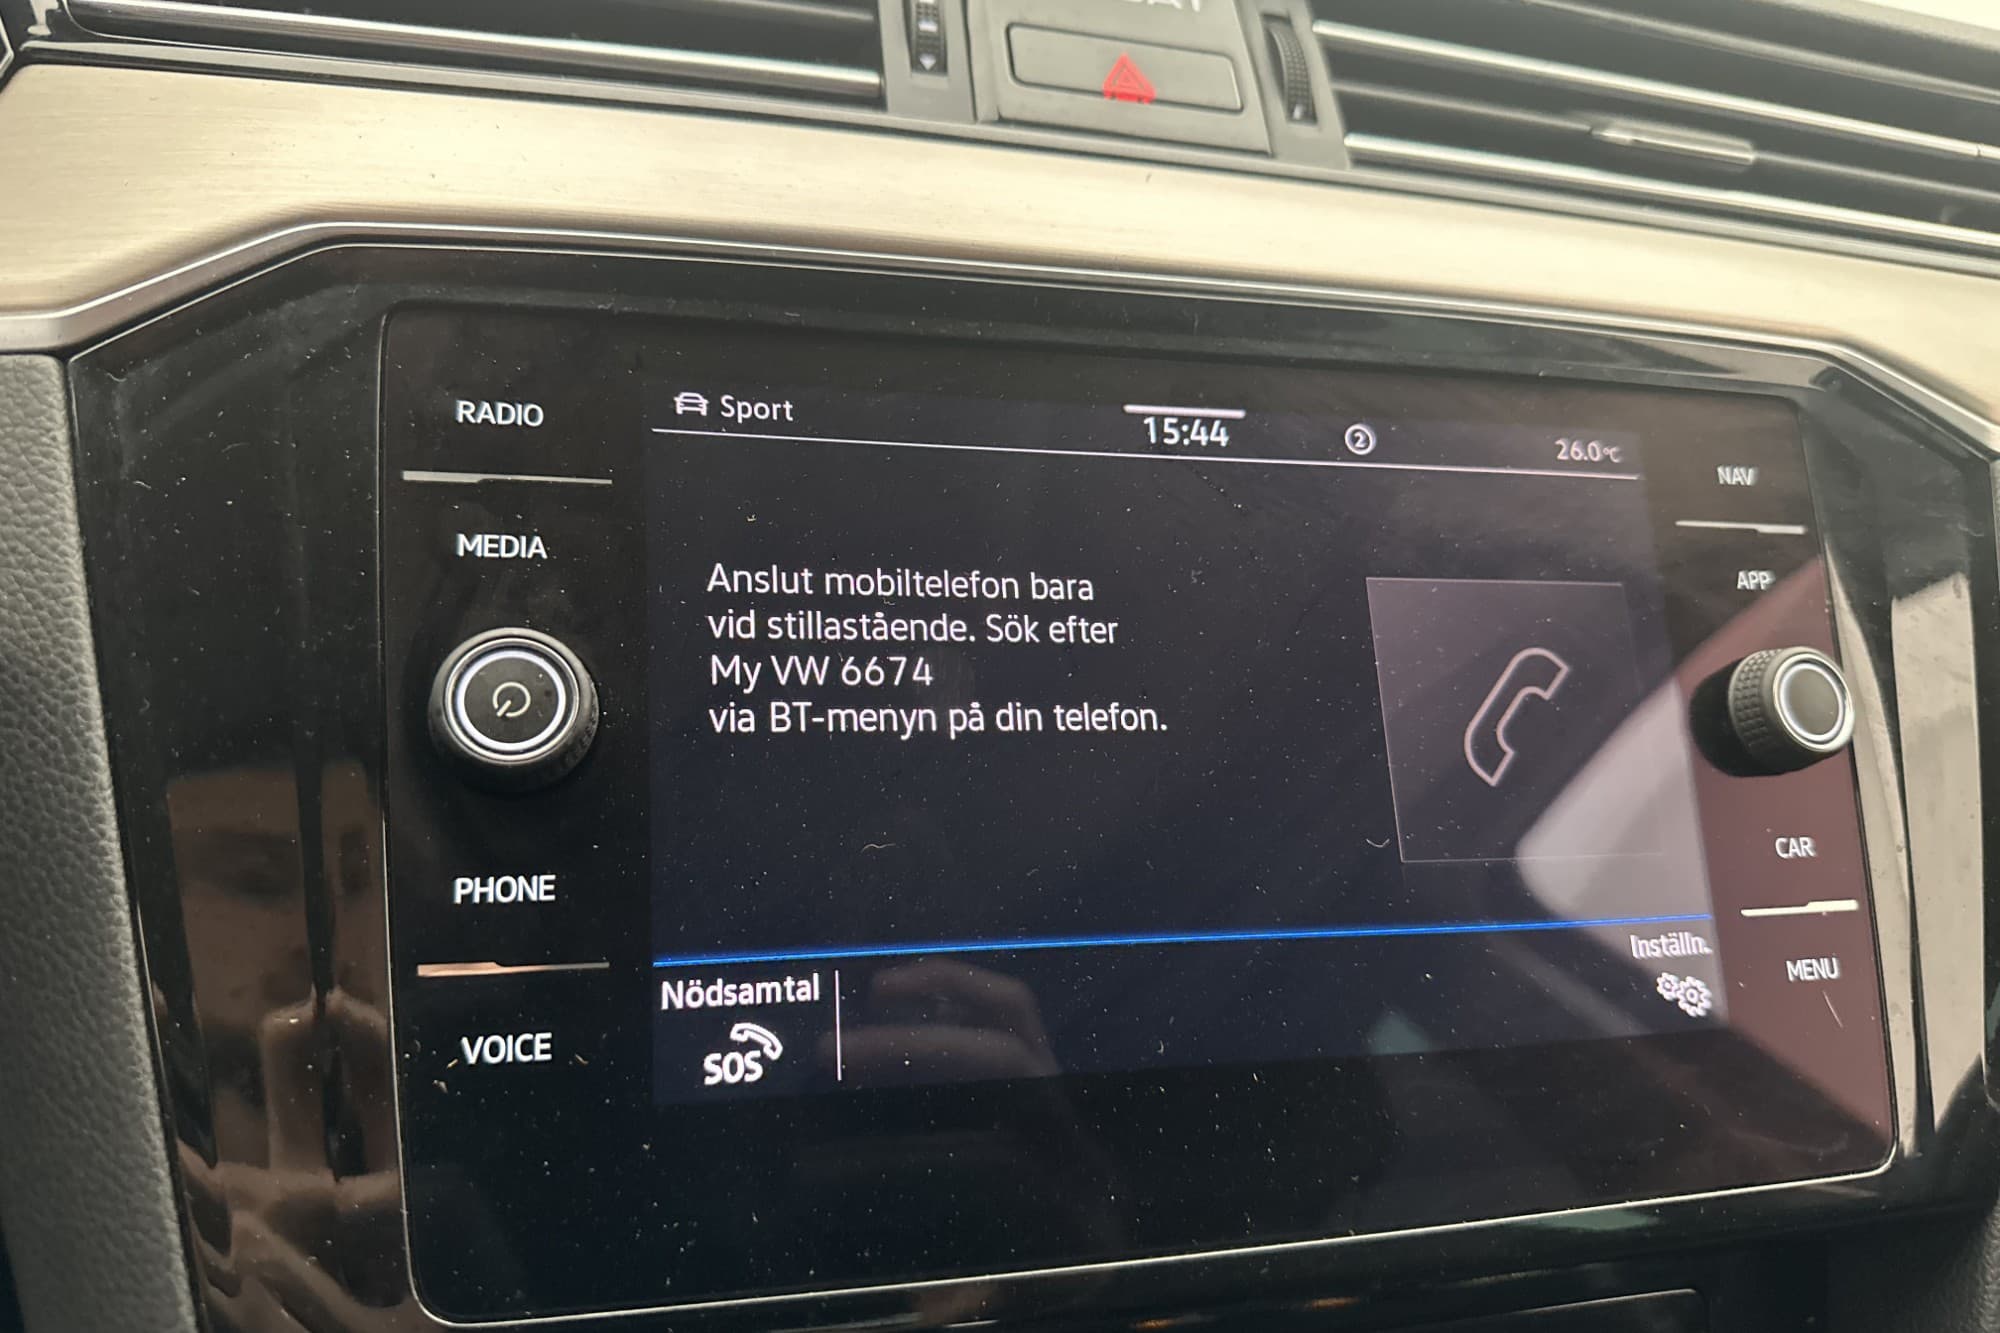 RADIO
MEDIA
PHONE
VOICE
Sport
15:44
2
26.0°C
Anslut mobiltelefon bara
vid stillastående. Sök efter
My VW 6674
via BT-menyn på din telefon.
Nödsamtal
SOS
Inställn.
NAV
APP
CAR
MENU